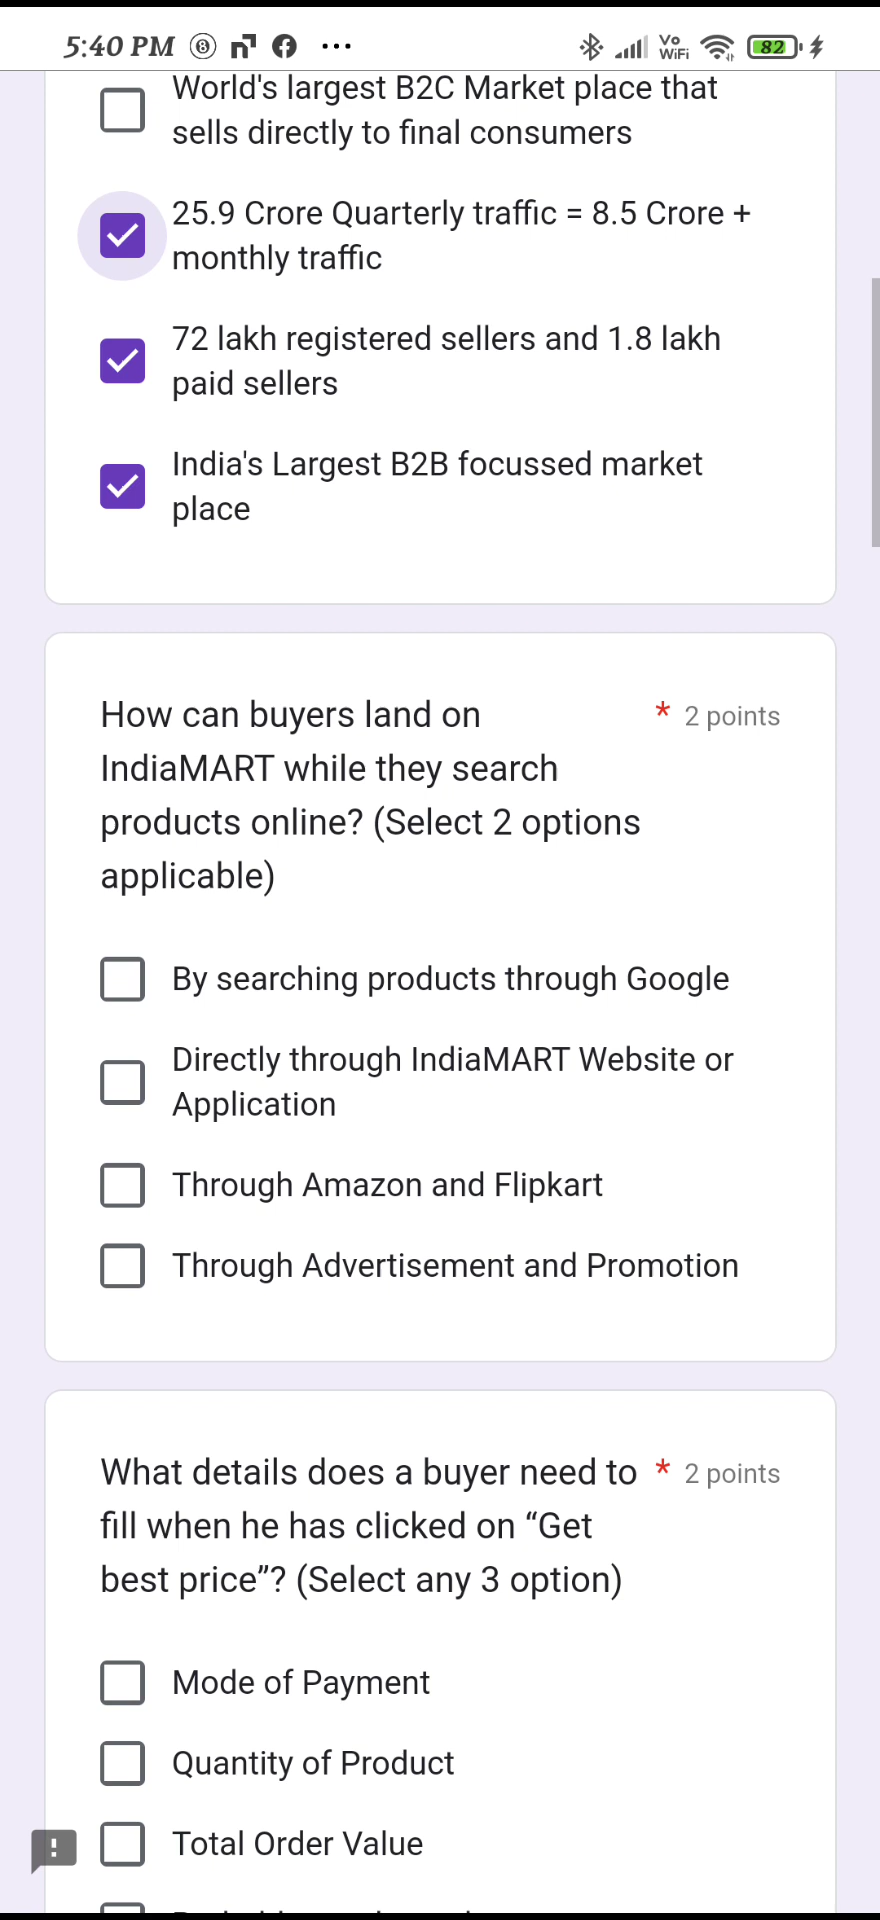 5:40 PM
Vo
WiFi
82
World's largest B2C Market place that
sells directly to final consumers
25.9 Crore Quarterly traffic = 8.5 Crore +
monthly traffic
72 lakh registered sellers and 1.8 lakh
paid sellers
India's Largest B2B focussed market
place
How can buyers land on * 2 points
IndiaMART while they search
products online? (Select 2 options
applicable)
By searching products through Google
Directly through IndiaMART Website or
Application
Through Amazon and Flipkart
Through Advertisement and Promotion
What details does a buyer need to * 2 points
fill when he has clicked on “Get
best price”? (Select any 3 option)
Mode of Payment
Quantity of Product
Total Order Value